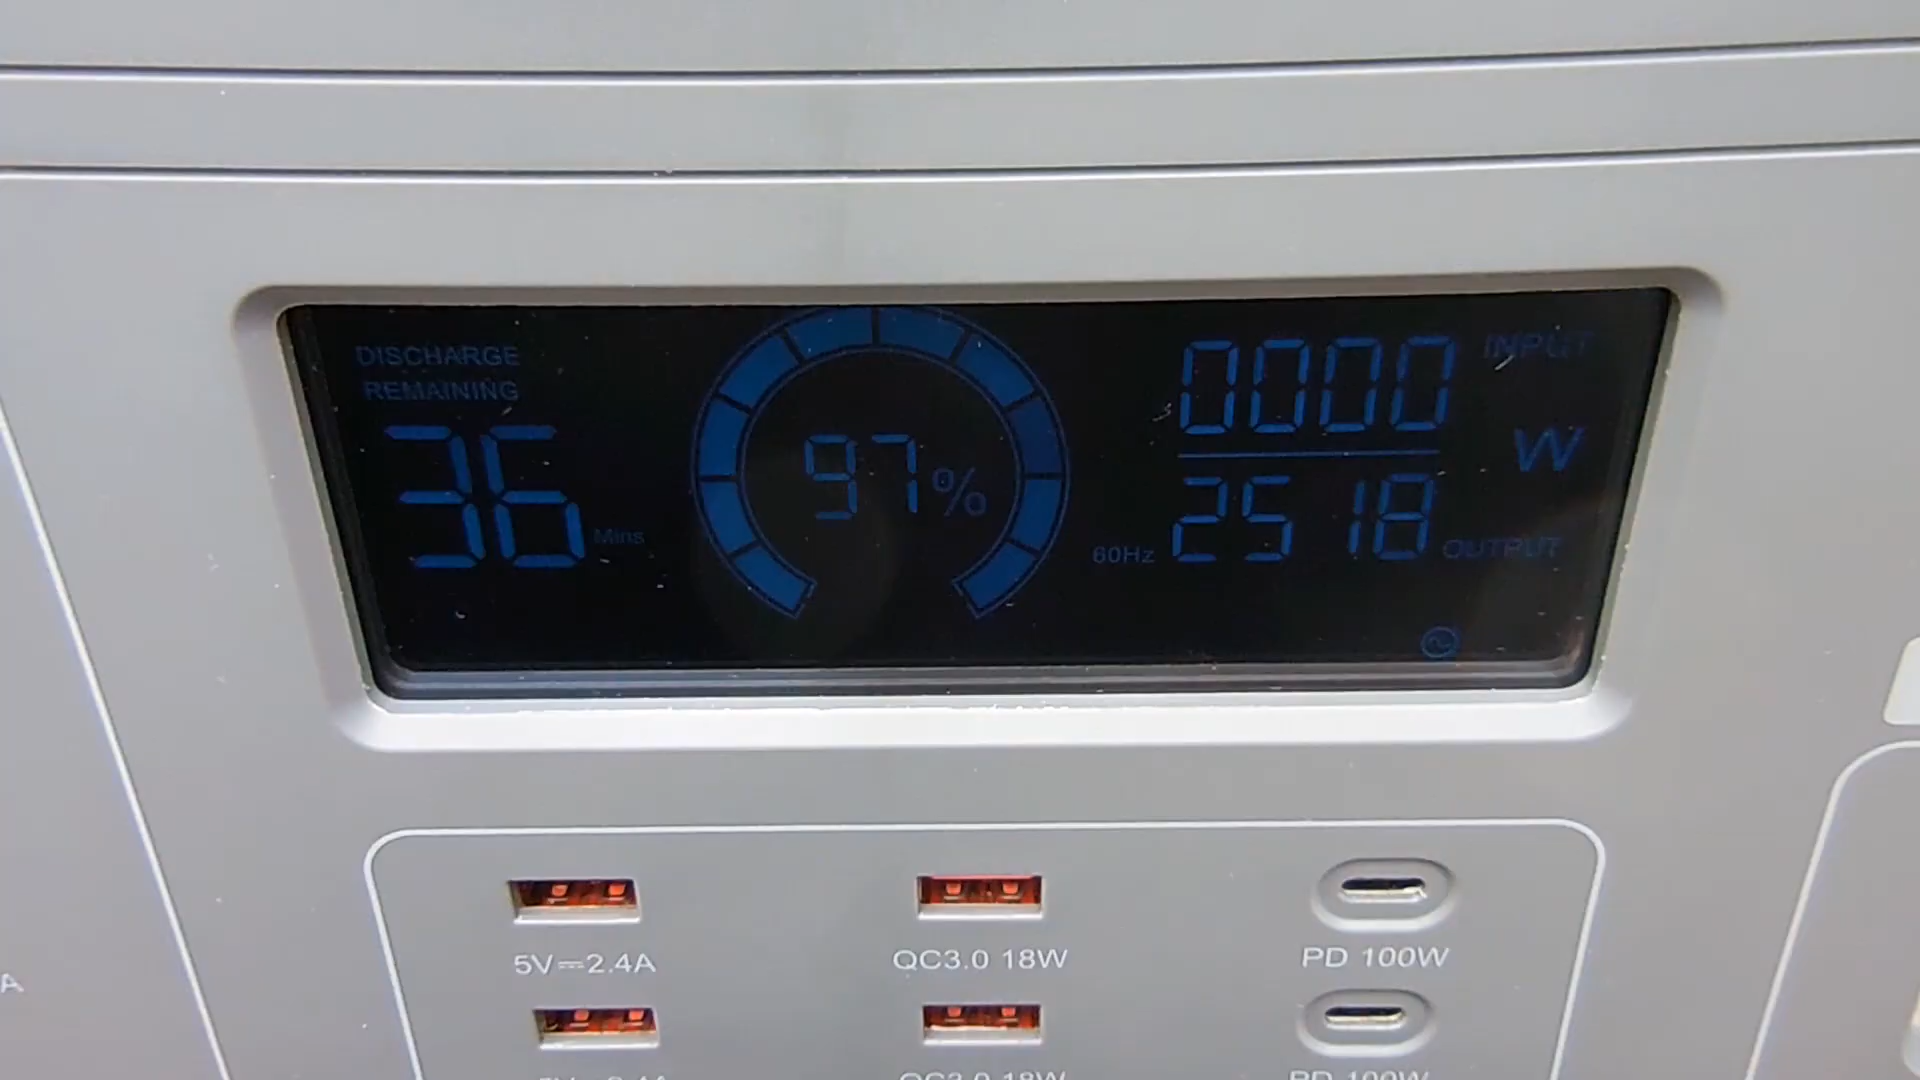 DISCHARGE
REMAINING
36 Mins
97%
0000 INPUT
W
60Hz 2518 OUTPUT
5V⎓2.4A
QC3.0 18W
PD 100W
A
QC3.0 18W
PD 100W